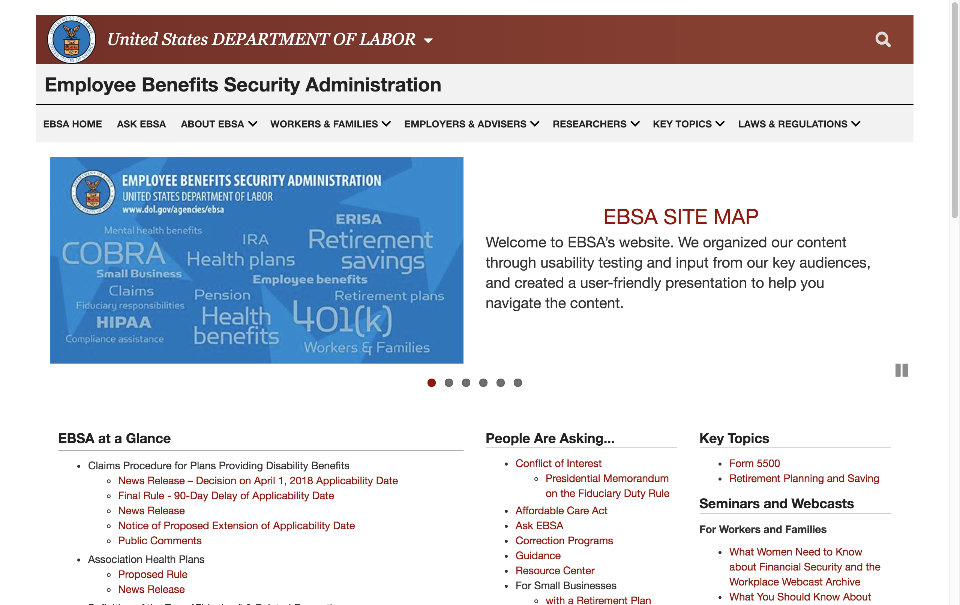 United States DEPARTMENT OF LABOR
Employee Benefits Security Administration
EBSA HOME ASK EBSA ABOUT EBSA WORKERS & FAMILIES EMPLOYERS & ADVISERS RESEARCHERS KEY TOPICS LAWS & REGULATIONS
EMPLOYEE BENEFITS SECURITY ADMINISTRATION
UNITED STATES DEPARTMENT OF LABOR
www.dol.gov/agencies/ebsa
ERISA
Mental health benefits
COBRA
IRA
Retirement
savings
Health plans
Small Business
Employee benefits
Claims
Pension
Retirement plans
Fiduciary responsibilities
HIPAA
Health
benefits
401(k)
Compliance assistance
Workers & Families
EBSA SITE MAP
Welcome to EBSA's website. We organized our content
through usability testing and input from our key audiences,
and created a user-friendly presentation to help you
navigate the content.
EBSA at a Glance
Claims Procedure for Plans Providing Disability Benefits
News Release – Decision on April 1, 2018 Applicability Date
Final Rule - 90-Day Delay of Applicability Date
News Release
Notice of Proposed Extension of Applicability Date
Public Comments
Association Health Plans
Proposed Rule
News Release
People Are Asking...
Conflict of Interest
Presidential Memorandum
on the Fiduciary Duty Rule
Affordable Care Act
Ask EBSA
Correction Programs
Guidance
Resource Center
For Small Businesses
with a Retirement Plan
Key Topics
Form 5500
Retirement Planning and Saving
Seminars and Webcasts
For Workers and Families
What Women Need to Know
about Financial Security and the
Workplace Webcast Archive
What You Should Know About